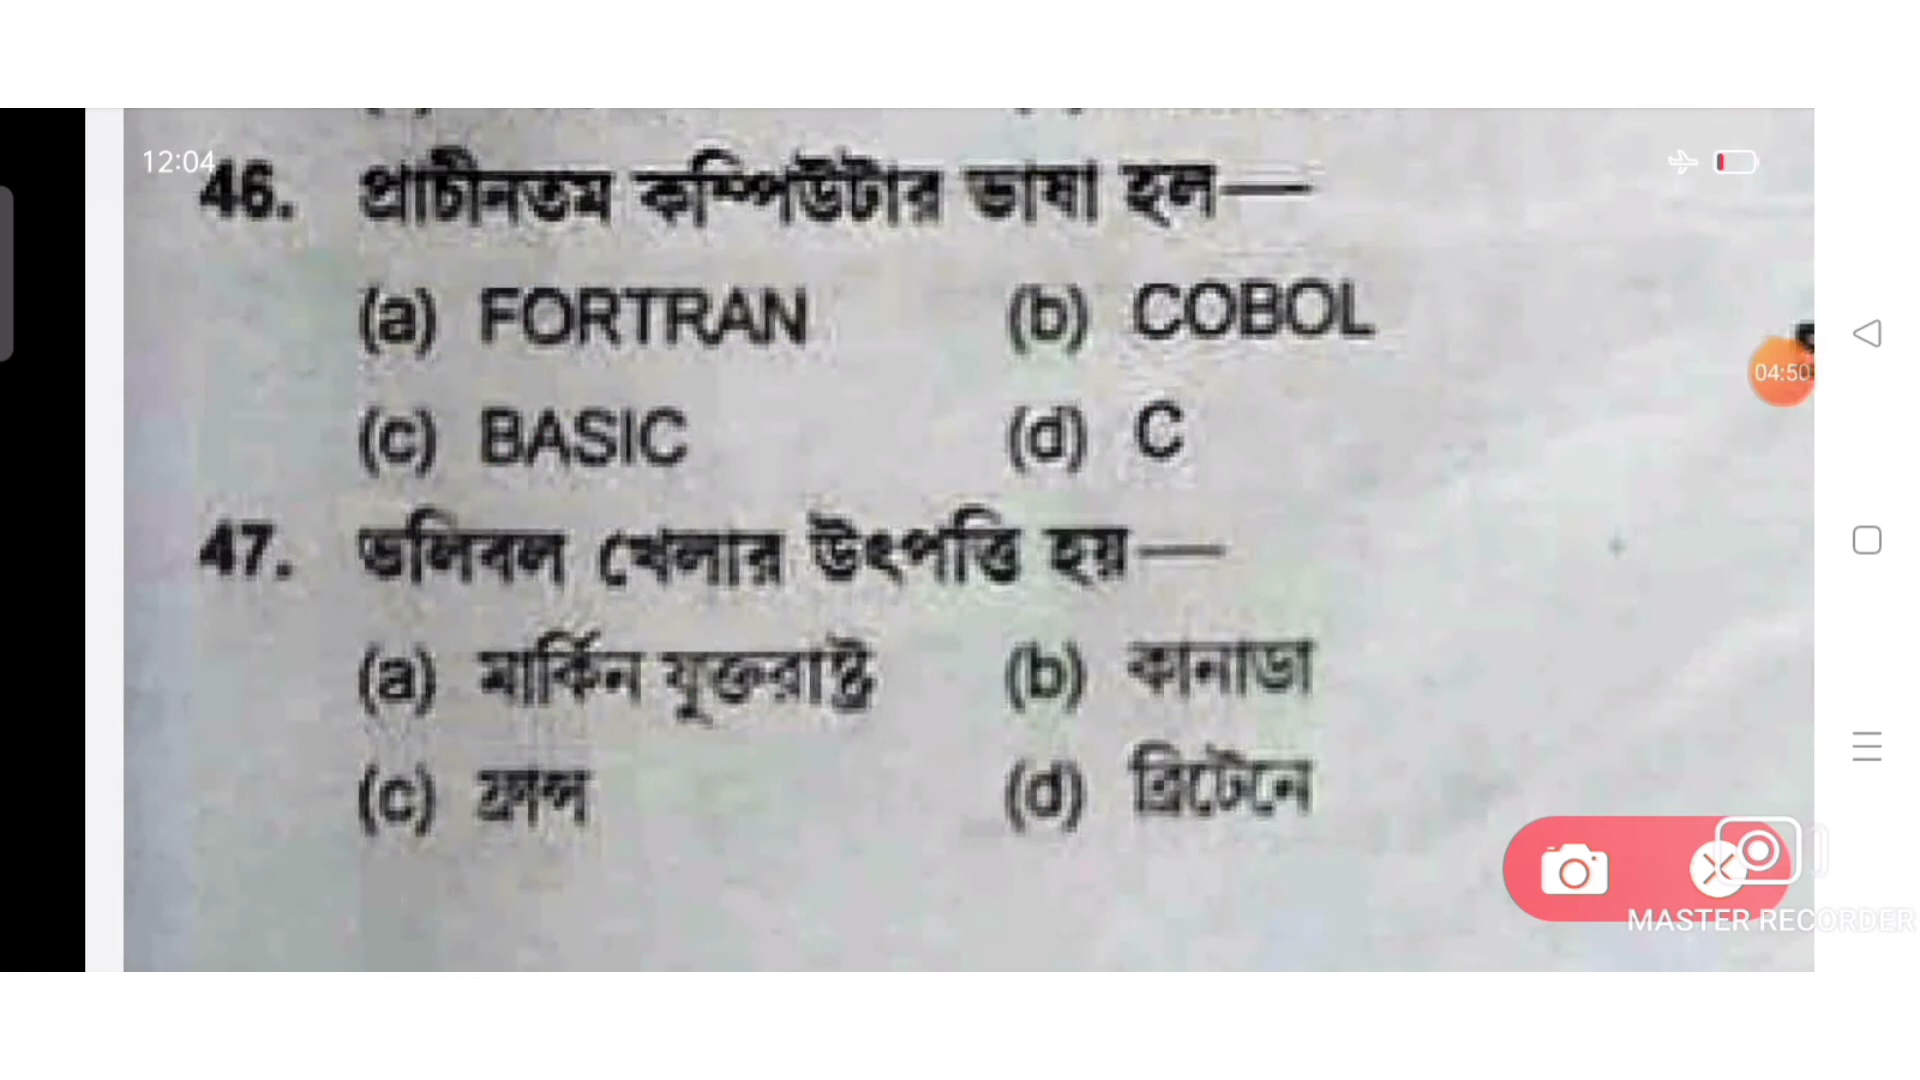 12:04
46. প্রাচীনতম কম্পিউটার ভাষা হল—
(a) FORTRAN (b) COBOL
04:50
(c) BASIC (d) C
47. ভলিবল খেলার উৎপত্তি হয়—
(a) মার্কিন যুক্তরাষ্ট্র (b) কানাডা
(c) ফ্রান্স (d) ব্রিটেনে
MASTER RECORDER